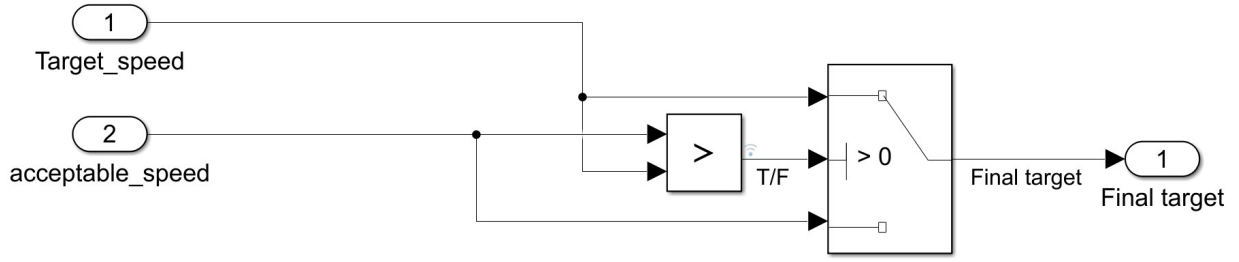 1
Target_speed
2
acceptable_speed
>
T/F
> 0
Final target
1
Final target